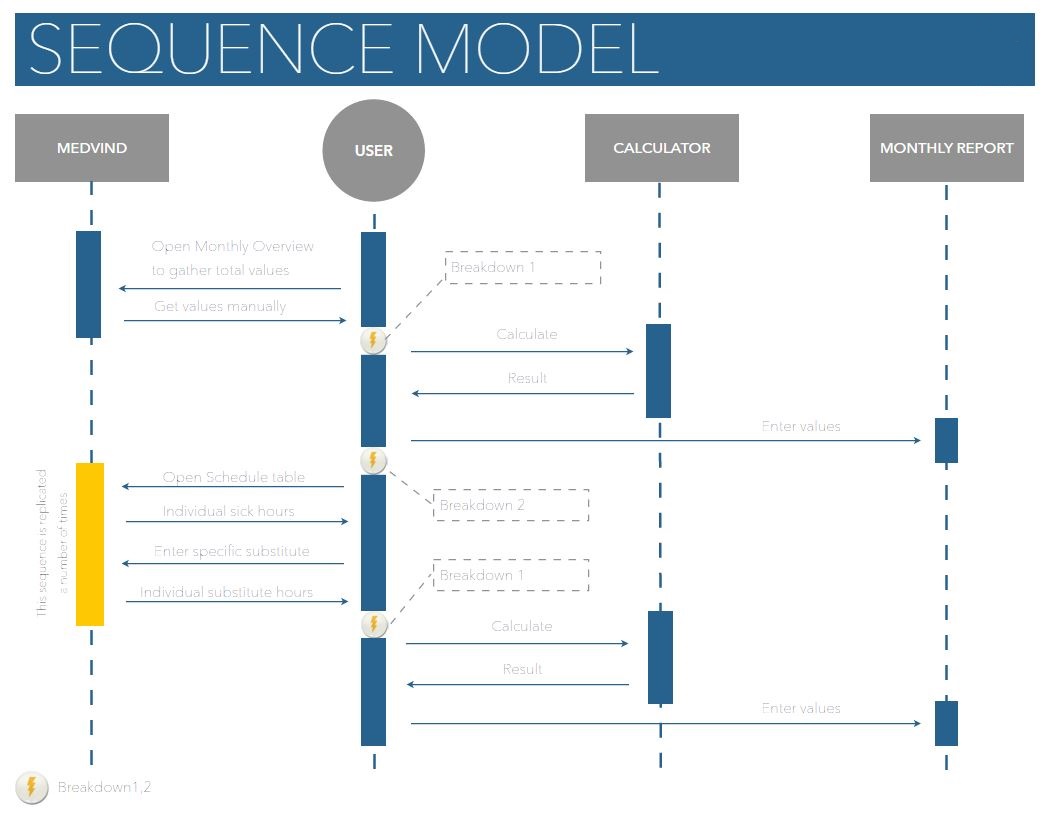 SEQUENCE MODEL
MEDVIND
USER
CALCULATOR
MONTHLY REPORT
Open Monthly Overview
to gather total values
Breakdown 1
Get values manually
Calculate
Result
Enter values
This sequence is replicated
a number of times
Open Schedule table
Breakdown 2
Individual sick hours
Enter specific substitute
Breakdown 1
Individual substitute hours
Calculate
Result
Enter values
Breakdown1,2